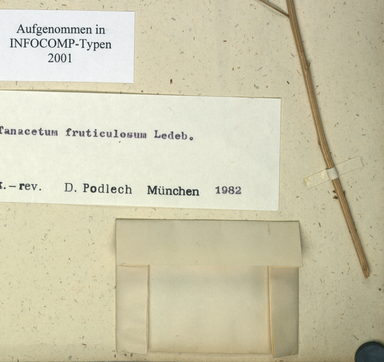 Aufgenommen in
INFOCOMP-Typen
2001
Tanacetum fruticulosum Ledeb.
.-rev. D. Podlech München 1982